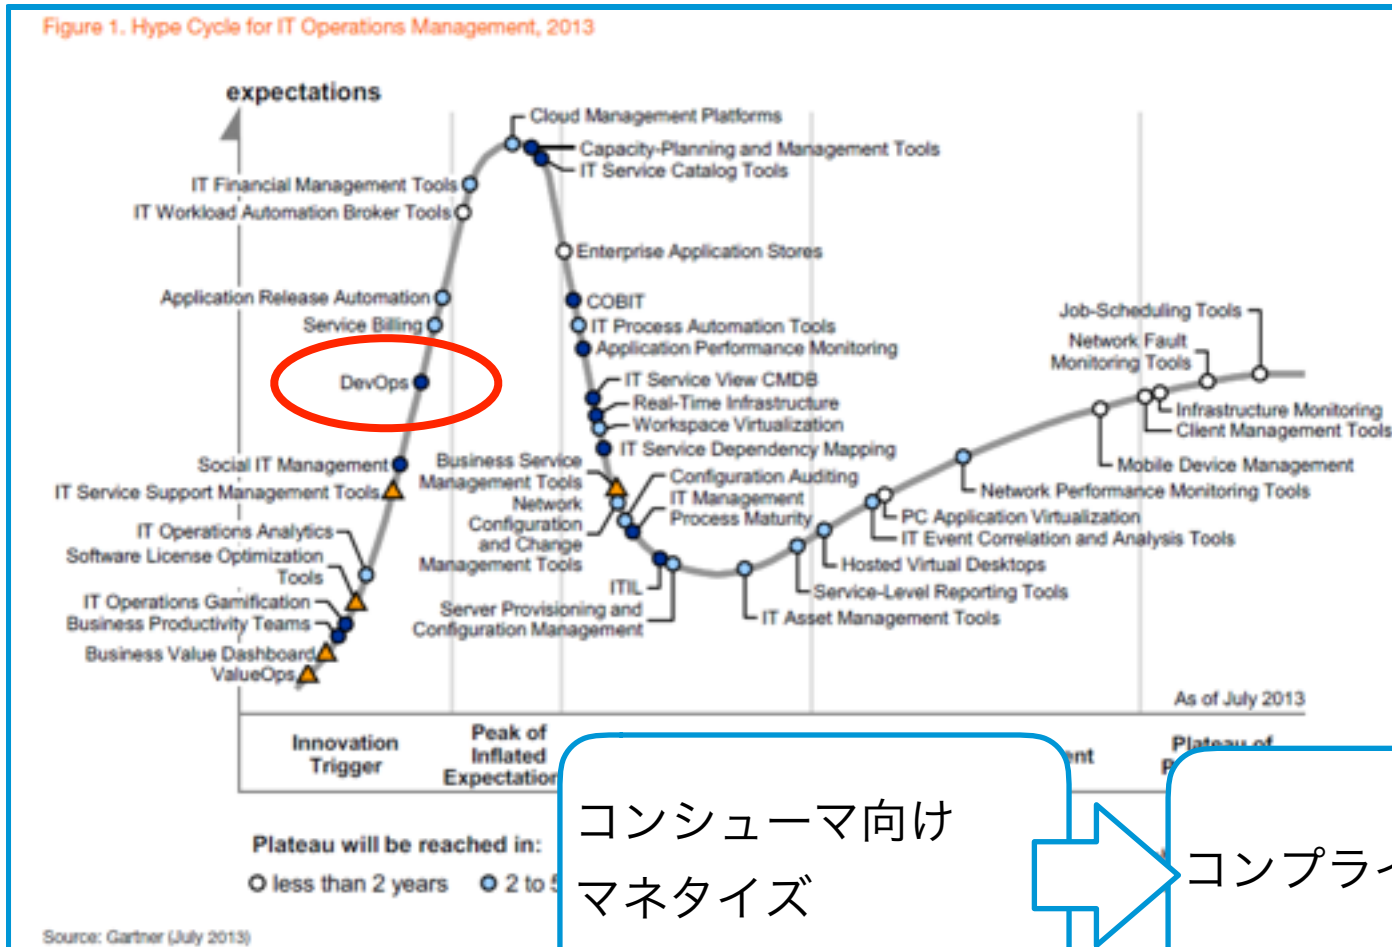 Figure 1. Hype Cycle for IT Operations Management, 2013
expectations
Cloud Management Platforms
Capacity-Planning and Management Tools
IT Service Catalog Tools
IT Financial Management Tools
IT Workload Automation Broker Tools
Enterprise Application Stores
Application Release Automation
Service Billing
DevOps
COBIT
IT Process Automation Tools
Application Performance Monitoring
IT Service View CMDB
Real-Time Infrastructure
Workspace Virtualization
IT Service Dependency Mapping
Social IT Management
IT Service Support Management Tools
IT Operations Analytics
Software License Optimization
Tools
IT Operations Gamification
Business Productivity Teams
Business Value Dashboard
ValueOps
Business Service
Management Tools
Network
Configuration
and Change
Management Tools
Configuration Auditing
IT Management
Process Maturity
ITIL
Server Provisioning and
Configuration Management
IT Asset Management Tools
Service-Level Reporting Tools
Hosted Virtual Desktops
IT Event Correlation and Analysis Tools
PC Application Virtualization
Network Performance Monitoring Tools
Mobile Device Management
Client Management Tools
Infrastructure Monitoring
Network Fault
Monitoring Tools
Job-Scheduling Tools
As of July 2013
Innovation
Trigger
Peak of
Inflated
Expectation
ent
Plateau of
P
Plateau will be reached in:
less than 2 years
2 to 5
コンシューマ向け
マネタイズ
コンプライ
Source: Gartner (July 2013)